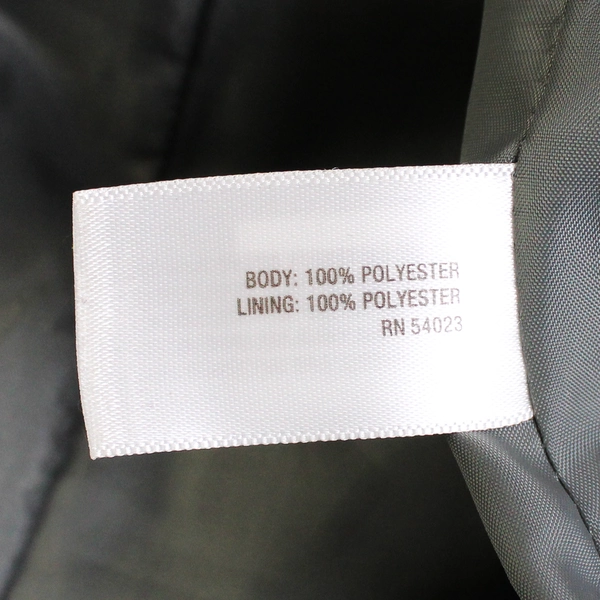 BODY: 100% POLYESTER
LINING: 100% POLYESTER
RN 54023